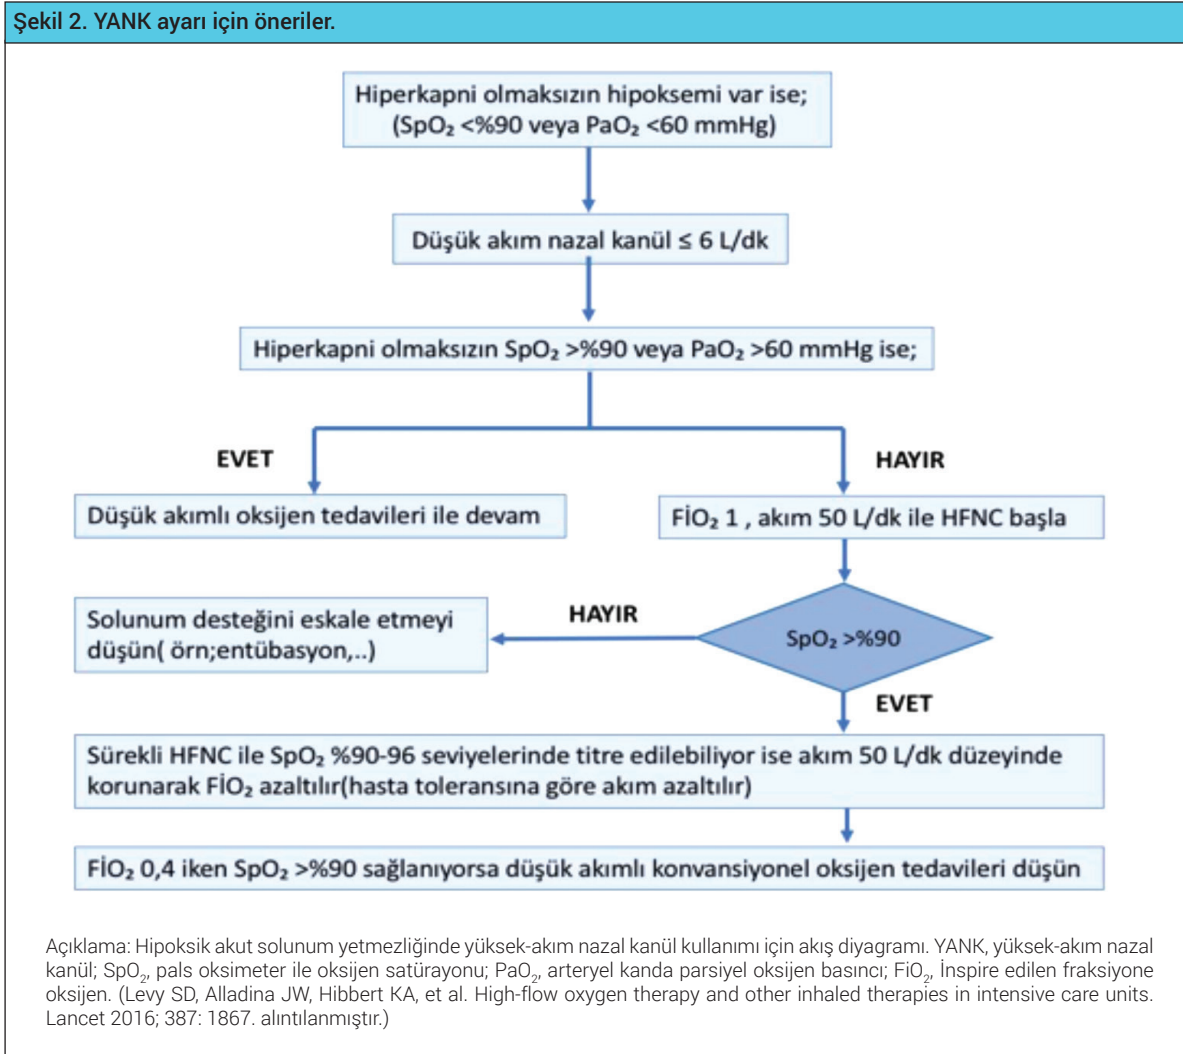 Şekil 2. YANK ayarı için öneriler.
Hiperkapni olmaksızın hipoksemi var ise;
(SpO₂ <%90 veya PaO₂ <60 mmHg)
Düşük akım nazal kanül ≤ 6 L/dk
Hiperkapni olmaksızın SpO₂ >%90 veya PaO₂ >60 mmHg ise;
EVET
HAYIR
Düşük akımlı oksijen tedavileri ile devam
FİO₂ 1 , akım 50 L/dk ile HFNC başla
Solunum desteğini eskale etmeyi
düşün( örn;entübasyon,..)
HAYIR
SpO₂ >%90
EVET
Sürekli HFNC ile SpO₂ %90-96 seviyelerinde titre edilebiliyor ise akım 50 L/dk düzeyinde
korunarak FİO₂ azaltılır(hasta toleransına göre akım azaltılır)
FİO₂ 0,4 iken SpO₂ >%90 sağlanıyorsa düşük akımlı konvansiyonel oksijen tedavileri düşün
Açıklama: Hipoksik akut solunum yetmezliğinde yüksek-akım nazal kanül kullanımı için akış diyagramı. YANK, yüksek-akım nazal
kanül; SpO₂, pals oksimeter ile oksijen satürayonu; PaO₂, arteryel kanda parsiyel oksijen basıncı; FiO₂, İnspire edilen fraksiyone
oksijen. (Levy SD, Alladina JW, Hibbert KA, et al. High-flow oxygen therapy and other inhaled therapies in intensive care units.
Lancet 2016; 387: 1867. alıntılanmıştır.)